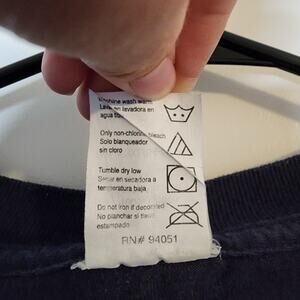 Machine wash warm
Lave en lavadora en
agua
Only non-chlorine bleach
Solo blanqueador
sin cloro
Tumble dry low
Secar en secadora a
temperatura baja
Do not iron if decorated
No planchar si tiene
estampado
RN# 94051